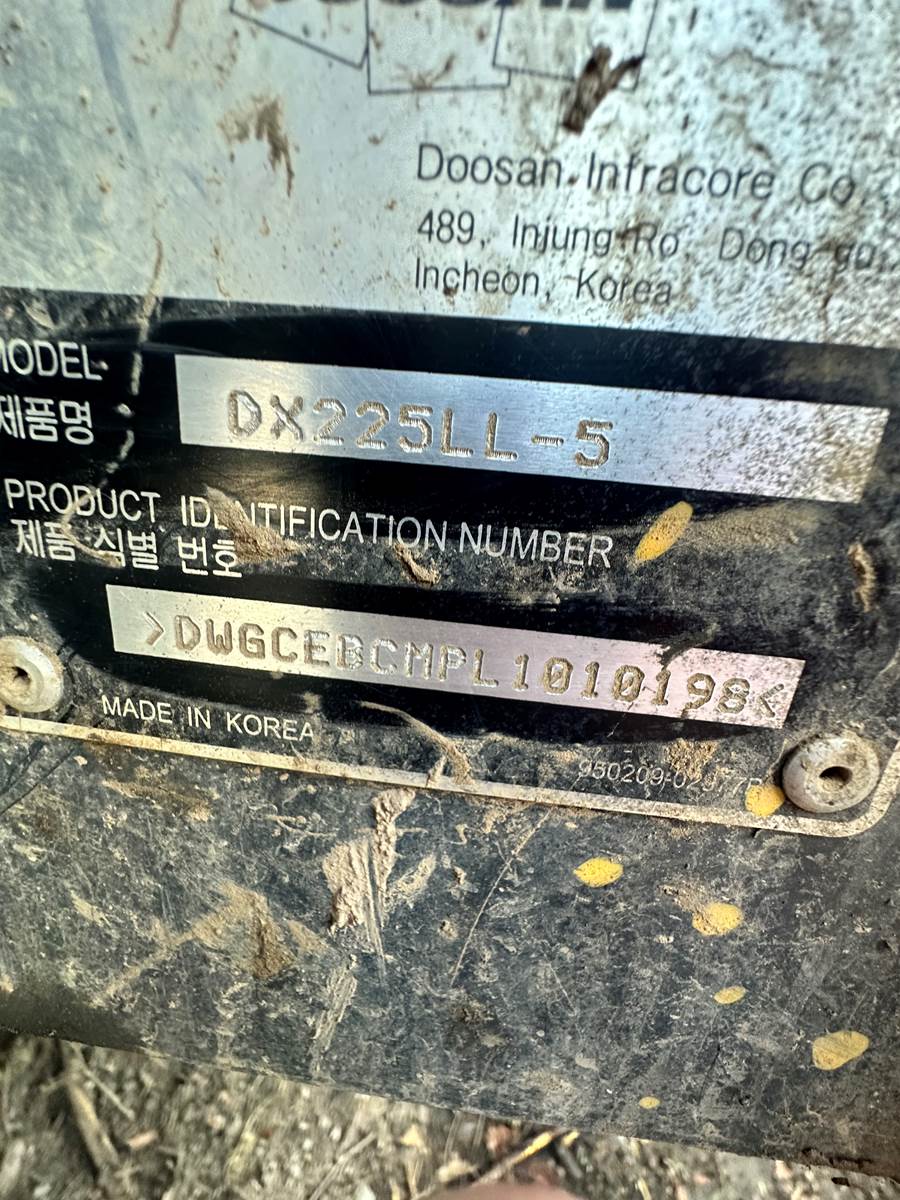 Doosan Infracore Co.,
489, Injung-Ro, Dong-gu,
Incheon, Korea
MODEL
제품명
DX225LL-5
PRODUCT IDENTIFICATION NUMBER
제품 식별 번호
>DWGCEBCMPL1010198<
MADE IN KOREA